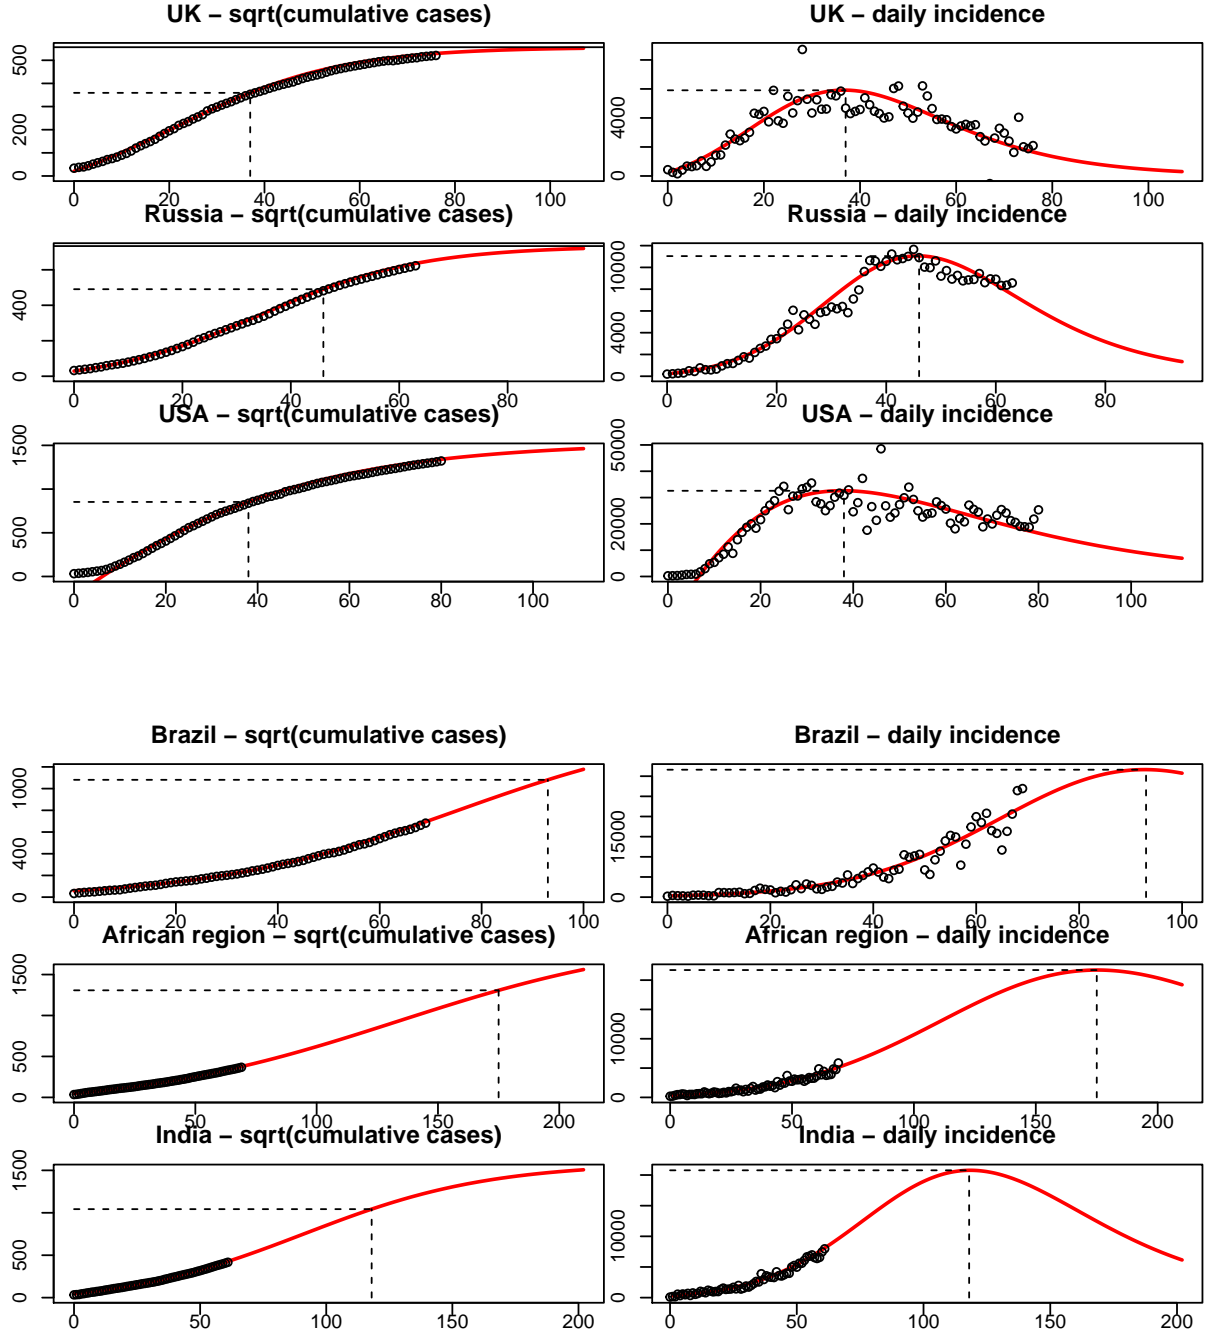 UK – sqrt(cumulative cases)
0 200 500
0 20 40 60 80 100
UK – daily incidence
0 4000
0 20 40 60 80 100
Russia – sqrt(cumulative cases)
0 400
0 20 40 60 80
Russia – daily incidence
0 4000 10000
0 20 40 60 80
USA – sqrt(cumulative cases)
0 500 1500
0 20 40 60 80 100
USA – daily incidence
0 20000 50000
0 20 40 60 80 100
Brazil – sqrt(cumulative cases)
0 400 1000
0 20 40 60 80 100
Brazil – daily incidence
0 15000
0 20 40 60 80 100
African region – sqrt(cumulative cases)
0 500 1500
0 50 100 150 200
African region – daily incidence
0 10000
0 50 100 150 200
India – sqrt(cumulative cases)
0 500 1500
0 50 100 150 200
India – daily incidence
0 10000
0 50 100 150 200